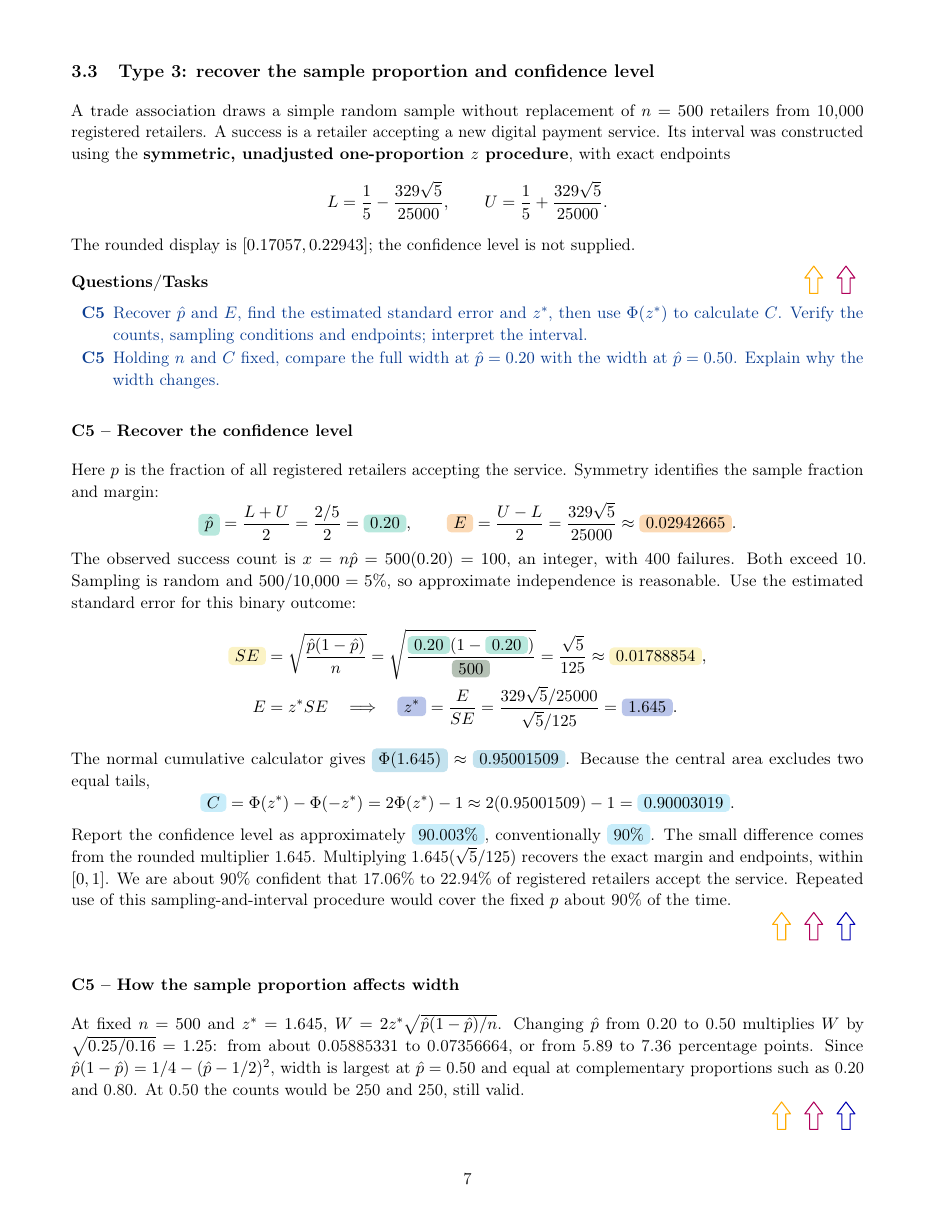 3.3 Type 3: recover the sample proportion and confidence level
A trade association draws a simple random sample without replacement of n = 500 retailers from 10,000
registered retailers. A success is a retailer accepting a new digital payment service. Its interval was constructed
using the symmetric, unadjusted one-proportion z procedure, with exact endpoints
L = 1/5 − 329√5/25000, U = 1/5 + 329√5/25000.
The rounded display is [0.17057, 0.22943]; the confidence level is not supplied.
Questions/Tasks
C5 Recover p̂ and E, find the estimated standard error and z*, then use Φ(z*) to calculate C. Verify the
counts, sampling conditions and endpoints; interpret the interval.
C5 Holding n and C fixed, compare the full width at p̂ = 0.20 with the width at p̂ = 0.50. Explain why the
width changes.
C5 – Recover the confidence level
Here p is the fraction of all registered retailers accepting the service. Symmetry identifies the sample fraction
and margin:
p̂ = (L + U)/2 = (2/5)/2 = 0.20, E = (U − L)/2 = 329√5/25000 ≈ 0.02942665.
The observed success count is x = np̂ = 500(0.20) = 100, an integer, with 400 failures. Both exceed 10.
Sampling is random and 500/10,000 = 5%, so approximate independence is reasonable. Use the estimated
standard error for this binary outcome:
SE = √(p̂(1 − p̂)/n) = √(0.20(1 − 0.20)/500) = √5/125 ≈ 0.01788854,
E = z*SE ⟹ z* = E/SE = (329√5/25000)/(√5/125) = 1.645.
The normal cumulative calculator gives Φ(1.645) ≈ 0.95001509. Because the central area excludes two
equal tails,
C = Φ(z*) − Φ(−z*) = 2Φ(z*) − 1 ≈ 2(0.95001509) − 1 = 0.90003019.
Report the confidence level as approximately 90.003%, conventionally 90%. The small difference comes
from the rounded multiplier 1.645. Multiplying 1.645(√5/125) recovers the exact margin and endpoints, within
[0, 1]. We are about 90% confident that 17.06% to 22.94% of registered retailers accept the service. Repeated
use of this sampling-and-interval procedure would cover the fixed p about 90% of the time.
C5 – How the sample proportion affects width
At fixed n = 500 and z* = 1.645, W = 2z*√(p̂(1 − p̂)/n). Changing p̂ from 0.20 to 0.50 multiplies W by
√(0.25/0.16) = 1.25: from about 0.05885331 to 0.07356664, or from 5.89 to 7.36 percentage points. Since
p̂(1 − p̂) = 1/4 − (p̂ − 1/2)², width is largest at p̂ = 0.50 and equal at complementary proportions such as 0.20
and 0.80. At 0.50 the counts would be 250 and 250, still valid.
7